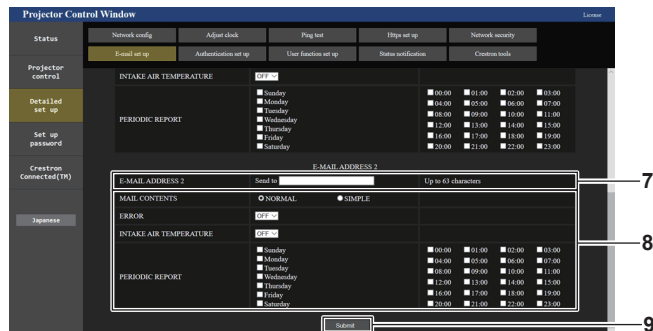 Projector Control Window
License
Status
Network config Adjust clock Ping test Https set up Network security
E-mail set up Authentication set up User function set up Status notification Crestron tools
Projector control
Detailed set up
Set up password
Crestron Connected(TM)
Japanese
INTAKE AIR TEMPERATURE OFF
PERIODIC REPORT
Sunday 00:00 01:00 02:00 03:00
Monday 04:00 05:00 06:00 07:00
Tuesday 08:00 09:00 10:00 11:00
Wednesday 12:00 13:00 14:00 15:00
Thursday 16:00 17:00 18:00 19:00
Friday 20:00 21:00 22:00 23:00
Saturday
E-MAIL ADDRESS 2
E-MAIL ADDRESS 2 Send to Up to 63 characters 7
MAIL CONTENTS NORMAL SIMPLE
ERROR OFF
INTAKE AIR TEMPERATURE OFF 8
PERIODIC REPORT
Sunday 00:00 01:00 02:00 03:00
Monday 04:00 05:00 06:00 07:00
Tuesday 08:00 09:00 10:00 11:00
Wednesday 12:00 13:00 14:00 15:00
Thursday 16:00 17:00 18:00 19:00
Friday 20:00 21:00 22:00 23:00
Saturday
Submit 9